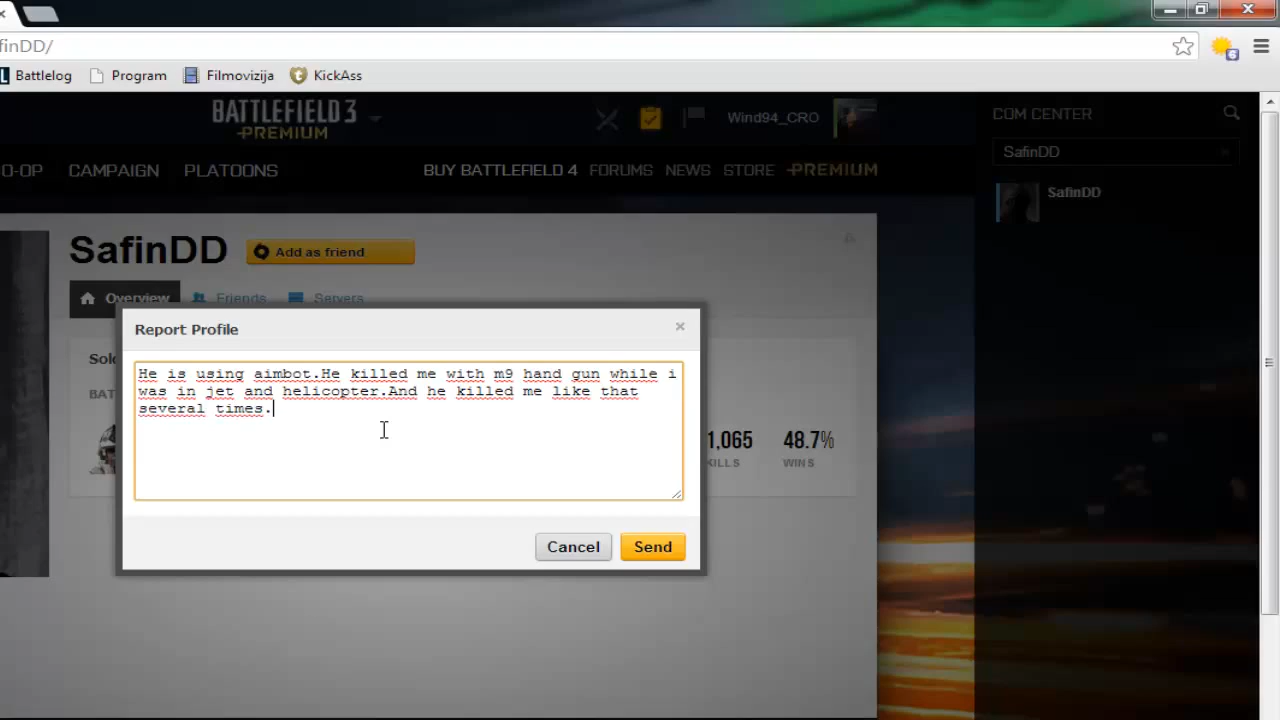 finDD/
Battlelog Program Filmovizija KickAss
BATTLEFIELD 3
PREMIUM
Wind94_CRO
COM CENTER
O-OP CAMPAIGN PLATOONS
BUY BATTLEFIELD 4 FORUMS NEWS STORE PREMIUM
SafinDD
SafinDD
SafinDD
Add as friend
Overview Friends Servers
Report Profile
Sol
BAT
He is using aimbot.He killed me with m9 hand gun while i
was in jet and helicopter.And he killed me like that
several times.
1,065 48.7%
KILLS WINS
Cancel Send